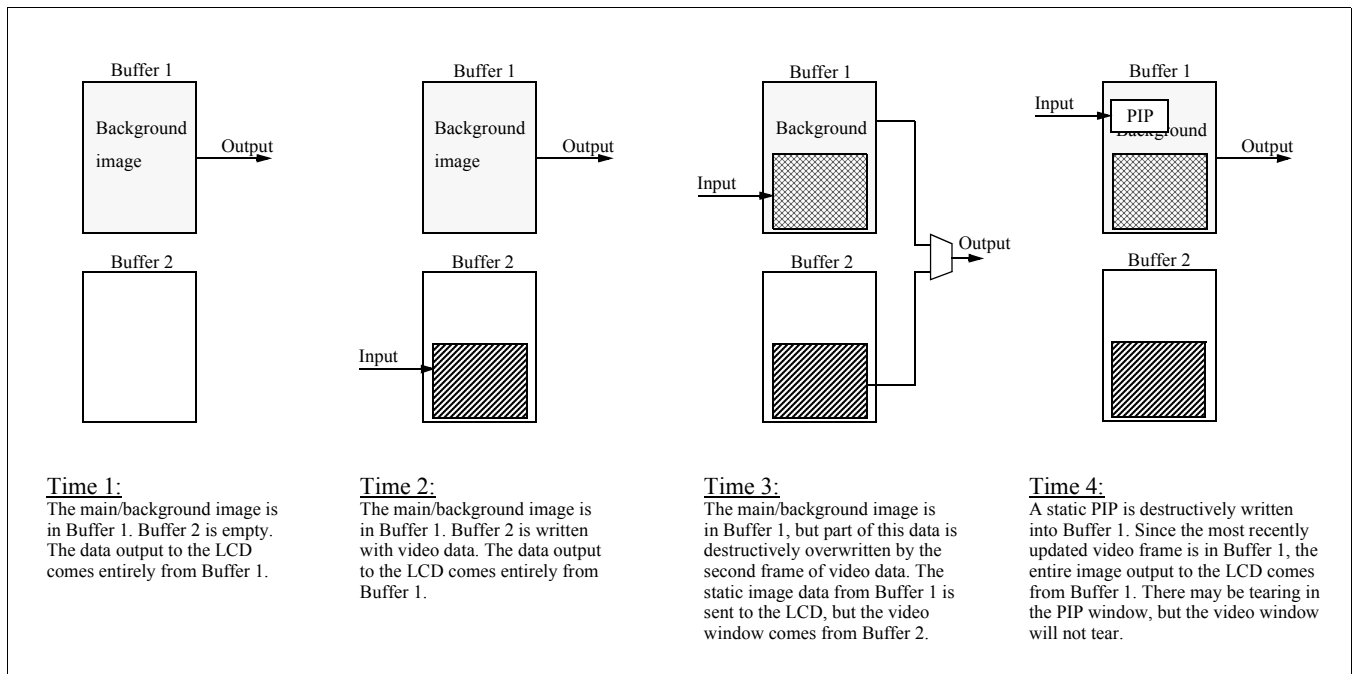 Buffer 1
Background
image
Output
Buffer 2
Time 1:
The main/background image is
in Buffer 1. Buffer 2 is empty.
The data output to the LCD
comes entirely from Buffer 1.
Buffer 1
Background
image
Output
Buffer 2
Input
Time 2:
The main/background image is
in Buffer 1. Buffer 2 is written
with video data. The data output
to the LCD comes entirely from
Buffer 1.
Buffer 1
Background
Input
Output
Buffer 2
Time 3:
The main/background image is
in Buffer 1, but part of this data is
destructively overwritten by the
second frame of video data. The
static image data from Buffer 1 is
sent to the LCD, but the video
window comes from Buffer 2.
Buffer 1
Input
PIP
Background
Output
Buffer 2
Time 4:
A static PIP is destructively written
into Buffer 1. Since the most recently
updated video frame is in Buffer 1, the
entire image output to the LCD comes
from Buffer 1. There may be tearing in
the PIP window, but the video window
will not tear.